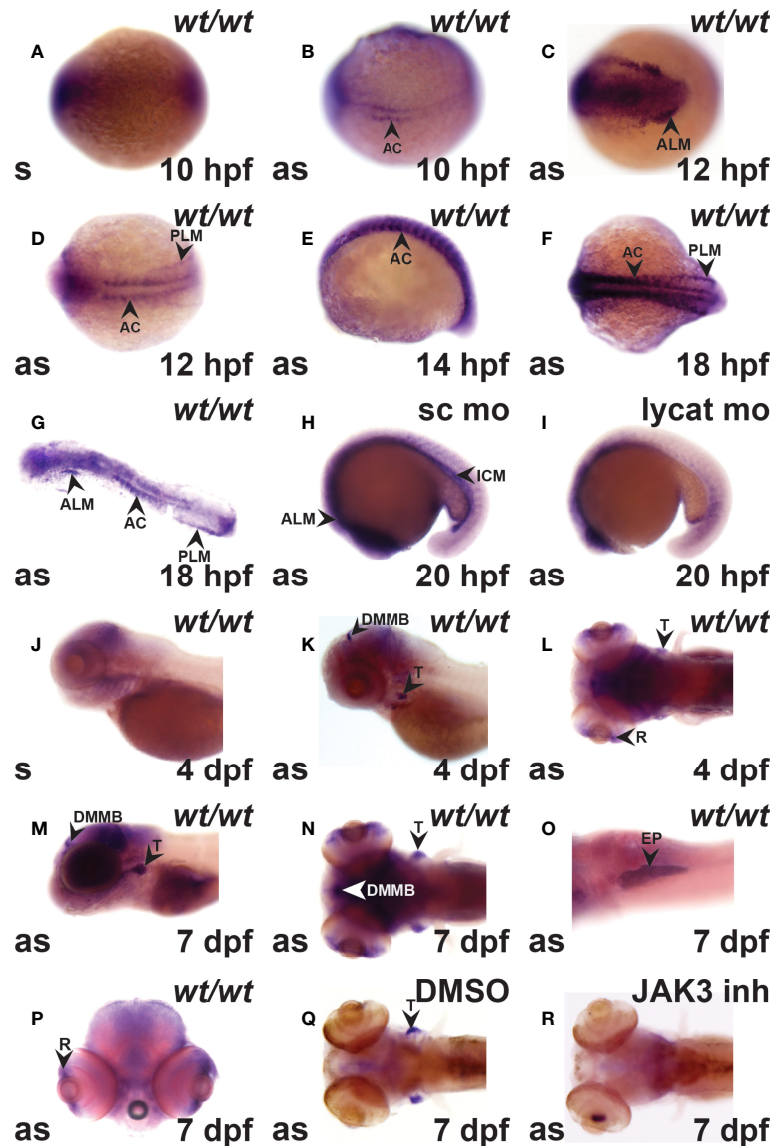 wt/wt wt/wt wt/wt
A B C
AC ALM
s 10 hpf as 10 hpf as 12 hpf
wt/wt wt/wt wt/wt
D PLM E AC F AC PLM
AC
as 12 hpf as 14 hpf as 18 hpf
wt/wt sc mo lycat mo
G H I
ICM
ALM AC ALM
PLM
as 18 hpf as 20 hpf as 20 hpf
wt/wt DMMB wt/wt wt/wt
J K T L T
R
s 4 dpf as 4 dpf as 4 dpf
wt/wt wt/wt wt/wt
M DMMB T N T O EP
DMMB
as 7 dpf as 7 dpf as 7 dpf
wt/wt DMSO JAK3 inh
P R Q T R
as 7 dpf as 7 dpf as 7 dpf